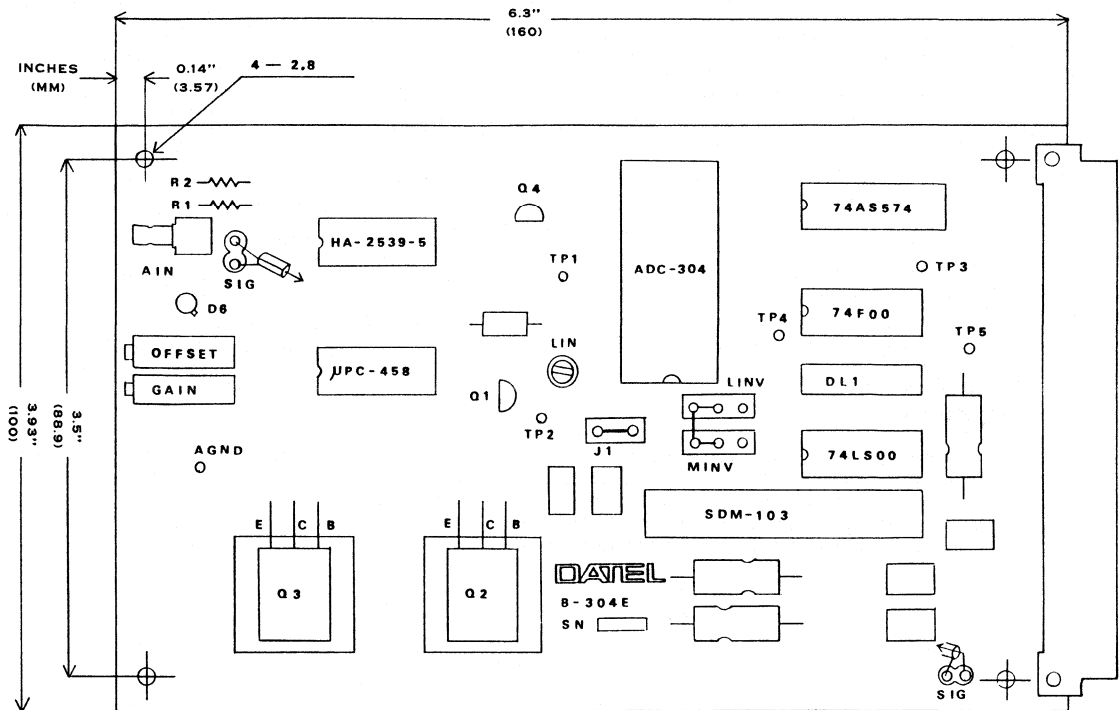 6.3"
(160)
INCHES
(MM)
0.14"
(3.57)
4 — 2.8
R2
R1
Q4
74AS574
HA-2539-5
AIN
SIG
TP1
ADC-304
TP3
D6
74F00
TP4
TP5
OFFSET
LIN
UPC-458
GAIN
LINV
DL1
Q1
TP2
J1
MINV
74LS00
3.5"
(88.9)
3.93"
(100)
AGND
SDM-103
E C B
E C B
DATEL
Q3
Q2
B-304E
SN
SIG